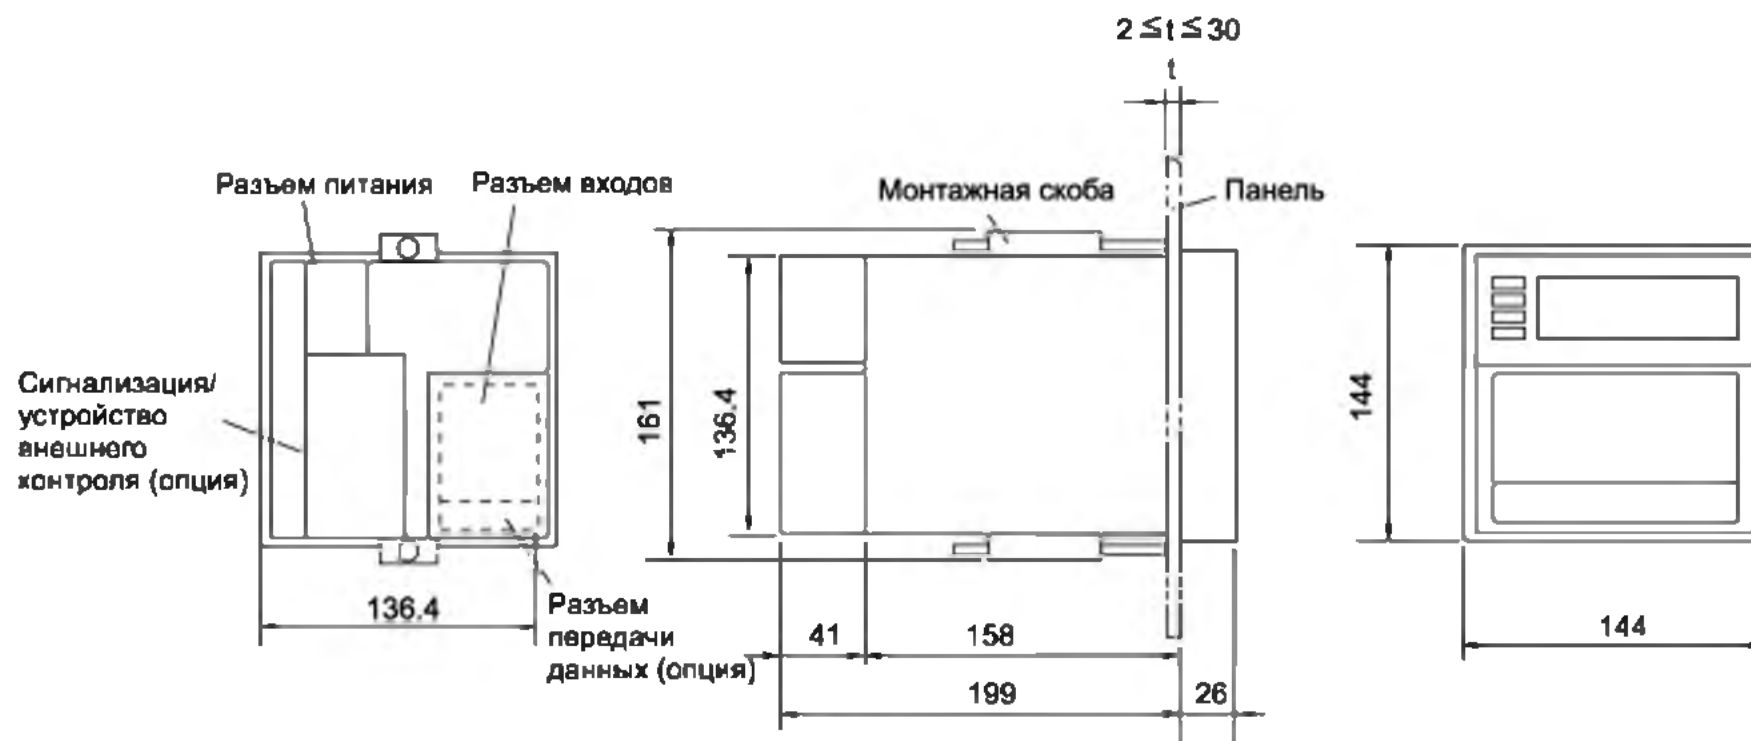 2 ≤ t ≤ 30
t
Разъем питания
Разъем входов
Монтажная скоба
Панель
Сигнализация/
устройство
внешнего
контроля (опция)
161
136.4
144
136.4
Разъем
передачи
данных (опция)
41
158
199
26
144